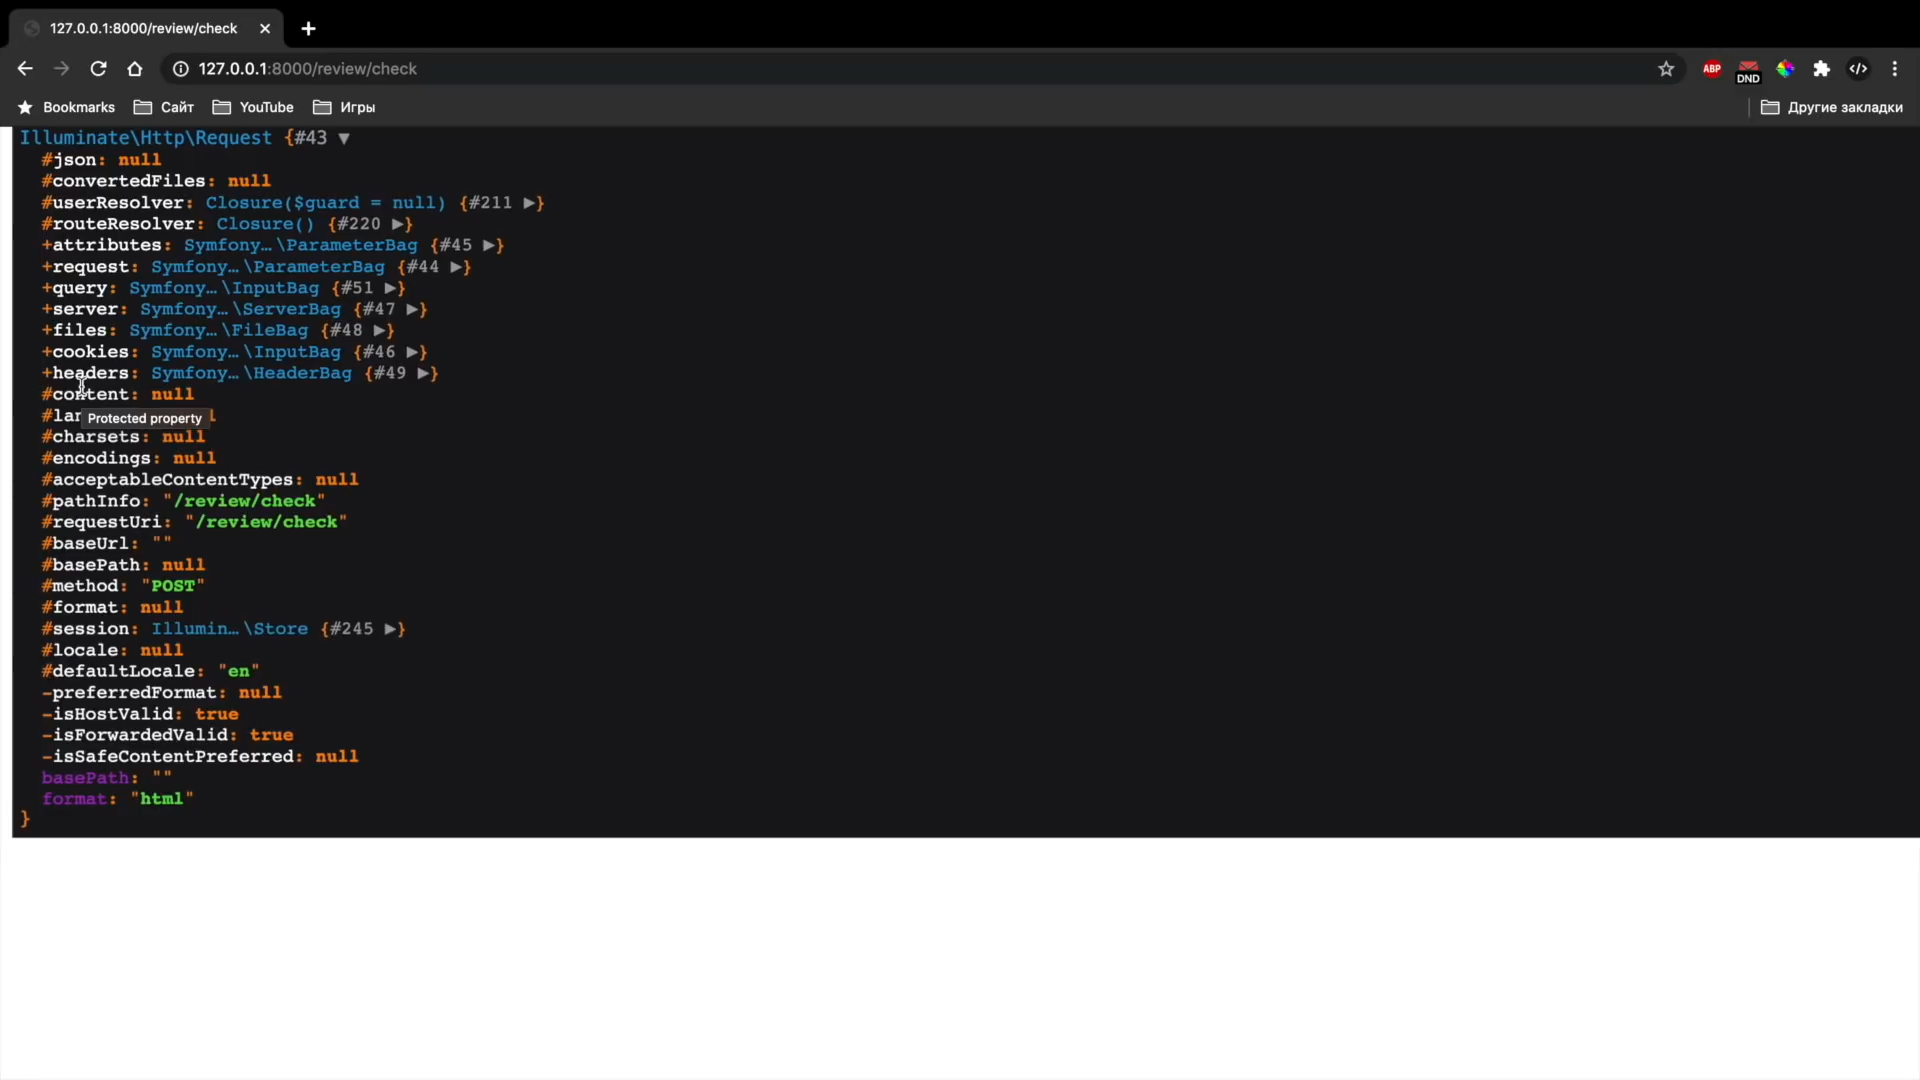 127.0.0.1:8000/review/check
127.0.0.1:8000/review/check
ABP
DND
Bookmarks Сайт YouTube Игры Другие закладки
Illuminate\Http\Request {#43 ▼
#json: null
#convertedFiles: null
#userResolver: Closure($guard = null) {#211 ▶}
#routeResolver: Closure() {#220 ▶}
+attributes: Symfony…\ParameterBag {#45 ▶}
+request: Symfony…\ParameterBag {#44 ▶}
+query: Symfony…\InputBag {#51 ▶}
+server: Symfony…\ServerBag {#47 ▶}
+files: Symfony…\FileBag {#48 ▶}
+cookies: Symfony…\InputBag {#46 ▶}
+headers: Symfony…\HeaderBag {#49 ▶}
#content: null
Protected property
#charsets: null
#encodings: null
#acceptableContentTypes: null
#pathInfo: "/review/check"
#requestUri: "/review/check"
#baseUrl: ""
#basePath: null
#method: "POST"
#format: null
#session: Illumin…\Store {#245 ▶}
#locale: null
#defaultLocale: "en"
-preferredFormat: null
-isHostValid: true
-isForwardedValid: true
-isSafeContentPreferred: null
basePath: ""
format: "html"
}